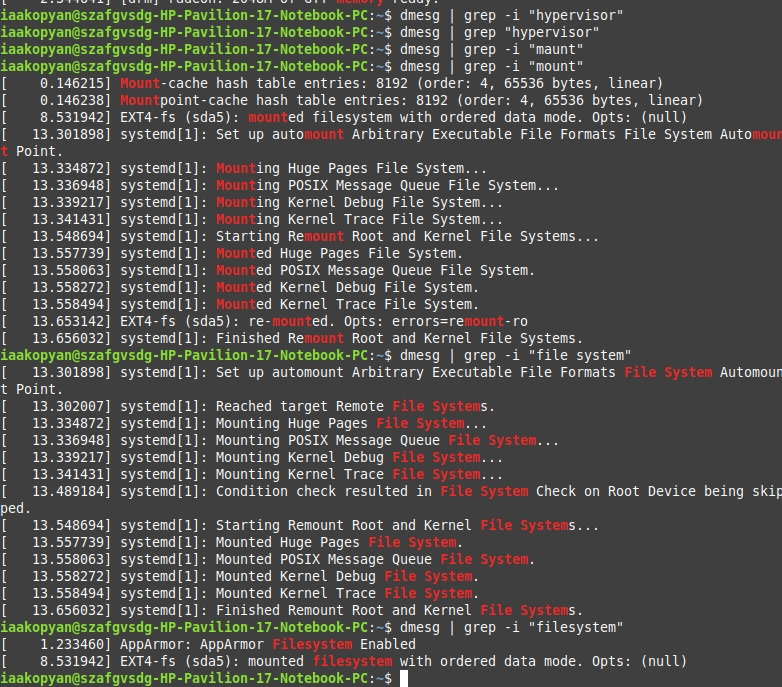 iaakopyan@szafgvsdg-HP-Pavilion-17-Notebook-PC:~$ dmesg | grep -i "hypervisor"
iaakopyan@szafgvsdg-HP-Pavilion-17-Notebook-PC:~$ dmesg | grep "hypervisor"
iaakopyan@szafgvsdg-HP-Pavilion-17-Notebook-PC:~$ dmesg | grep -i "maunt"
iaakopyan@szafgvsdg-HP-Pavilion-17-Notebook-PC:~$ dmesg | grep -i "mount"
[    0.146215] Mount-cache hash table entries: 8192 (order: 4, 65536 bytes, linear)
[    0.146238] Mountpoint-cache hash table entries: 8192 (order: 4, 65536 bytes, linear)
[    8.531942] EXT4-fs (sda5): mounted filesystem with ordered data mode. Opts: (null)
[   13.301898] systemd[1]: Set up automount Arbitrary Executable File Formats File System Automoun
t Point.
[   13.334872] systemd[1]: Mounting Huge Pages File System...
[   13.336948] systemd[1]: Mounting POSIX Message Queue File System...
[   13.339217] systemd[1]: Mounting Kernel Debug File System...
[   13.341431] systemd[1]: Mounting Kernel Trace File System...
[   13.548694] systemd[1]: Starting Remount Root and Kernel File Systems...
[   13.557739] systemd[1]: Mounted Huge Pages File System.
[   13.558063] systemd[1]: Mounted POSIX Message Queue File System.
[   13.558272] systemd[1]: Mounted Kernel Debug File System.
[   13.558494] systemd[1]: Mounted Kernel Trace File System.
[   13.653142] EXT4-fs (sda5): re-mounted. Opts: errors=remount-ro
[   13.656032] systemd[1]: Finished Remount Root and Kernel File Systems.
iaakopyan@szafgvsdg-HP-Pavilion-17-Notebook-PC:~$ dmesg | grep -i "file system"
[   13.301898] systemd[1]: Set up automount Arbitrary Executable File Formats File System Automoun
t Point.
[   13.302007] systemd[1]: Reached target Remote File Systems.
[   13.334872] systemd[1]: Mounting Huge Pages File System...
[   13.336948] systemd[1]: Mounting POSIX Message Queue File System...
[   13.339217] systemd[1]: Mounting Kernel Debug File System...
[   13.341431] systemd[1]: Mounting Kernel Trace File System...
[   13.489184] systemd[1]: Condition check resulted in File System Check on Root Device being skip
ped.
[   13.548694] systemd[1]: Starting Remount Root and Kernel File Systems...
[   13.557739] systemd[1]: Mounted Huge Pages File System.
[   13.558063] systemd[1]: Mounted POSIX Message Queue File System.
[   13.558272] systemd[1]: Mounted Kernel Debug File System.
[   13.558494] systemd[1]: Mounted Kernel Trace File System.
[   13.656032] systemd[1]: Finished Remount Root and Kernel File Systems.
iaakopyan@szafgvsdg-HP-Pavilion-17-Notebook-PC:~$ dmesg | grep -i "filesystem"
[    1.233460] AppArmor: AppArmor Filesystem Enabled
[    8.531942] EXT4-fs (sda5): mounted filesystem with ordered data mode. Opts: (null)
iaakopyan@szafgvsdg-HP-Pavilion-17-Notebook-PC:~$